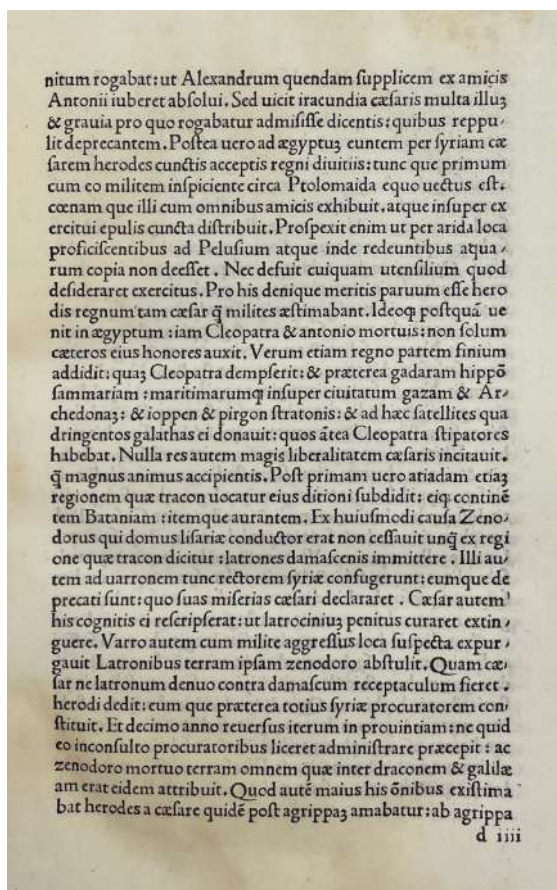 nitum rogabat:ut Alexandrum quendam ſupplicem ex amicis
Antonii iuberet abſolui. Sed uicit iracundia cæſaris multa illuꝫ
& grauia pro quo rogabatur admiſiſſe dicentis:quibus reppu,
lit deprecantem. Poſtea uero ad ægyptuꝫ euntem per ſyriam cæ
ſarem herodes cunctis acceptis regni diuitiis:tunc que primum
cum eo militem inſpiciente circa Ptolomaida equo uectus eſt.
cœnam que illi cum omnibus amicis exhibuit.atque inſuper ex
ercitui epulis cuncta diſtribuit. Proſpexit enim ut per arida loca
proficiſcentibus ad Peluſium atque inde redeuntibus aqua,
rum copia non deeſſet. Nec defuit cuiquam utenſilium quod
deſideraret exercitus. Pro his denique meritis paruum eſſe hero
dis regnum tam cæſar q̃ milites æſtimabant. Ideoqꝫ poſtquã ue
nit in ægyptum:iam Cleopatra & antonio mortuis:non ſolum
cæteros eius honores auxit. Verum etiam regno partem finium
addidit:quaꝫ Cleopatra dempſerit:& præterea gadaram hippõ
ſammariam:maritimarumqꝫ inſuper ciuitatum gazam & Ar,
chedonaꝫ:& ioppen & pirgon ſtratonis:& ad hæc ſatellites qua
dringentos galathas ei donauit:quos ãtea Cleopatra ſtipatores
habebat. Nulla res autem magis liberalitatem cæſaris incitauit.
q̃ magnus animus accipientis. Poſt primam uero atiadam etiaꝫ
regionem quæ tracon uocatur eius ditioni ſubdidit:eiqꝫ continẽ
tem Bataniam:itemque aurantem. Ex huiuſmodi cauſa Zeno,
dorus qui domus liſariæ conductor erat non ceſſauit unq̃ ex regi
one quæ tracon dicitur:latrones damaſcenis immittere. Illi au,
tem ad uarronem tunc rectorem ſyriæ confugerunt:eumque de
precati ſunt:quo ſuas miſerias cæſari declararet. Cæſar autem
his cognitis ei reſcripſerat:ut latrociniuꝫ penitus curaret extin,
guere. Varro autem cum milite aggreſſus loca ſuſpecta expur,
gauit Latronibus terram ipſam zenodoro abſtulit. Quam cæ,
ſar ne latronum denuo contra damaſcum receptaculum fieret.
herodi dedit:eum que præterea totius ſyriæ procuratorem con,
ſtituit. Et decimo anno reuerſus iterum in prouintiam:ne quid
eo inconſulto procuratoribus liceret adminiſtrare præcepit:ac
zenodoro mortuo terram omnem quæ inter draconem & galilæ
am erat eidem attribuit. Quod autẽ maius his õnibus exiſtima
bat herodes a cæſare quidẽ poſt agrippaꝫ amabatur:ab agrippa
d iiii